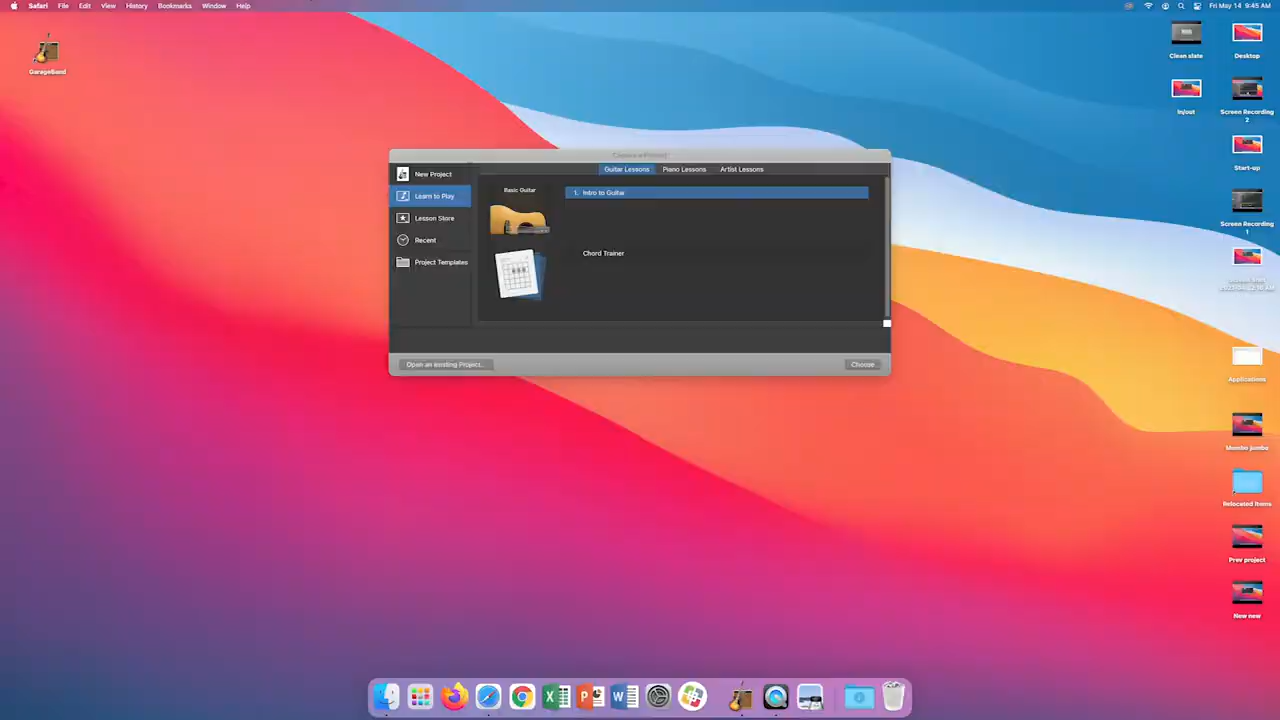 Safari File Edit View History Bookmarks Window Help
Fri May 14 9:45 AM
GarageBand
Clean slate
Desktop
In/out
Screen Recording
2
Start-up
Screen Recording
1
Applications
Mombo jumbo
Relocated Items
Prev project
New new
New Project
Learn to Play
Lesson Store
Recent
Project Templates
Guitar Lessons Piano Lessons Artist Lessons
Basic Guitar
1. Intro to Guitar
Chord Trainer
Open an existing Project...
Choose